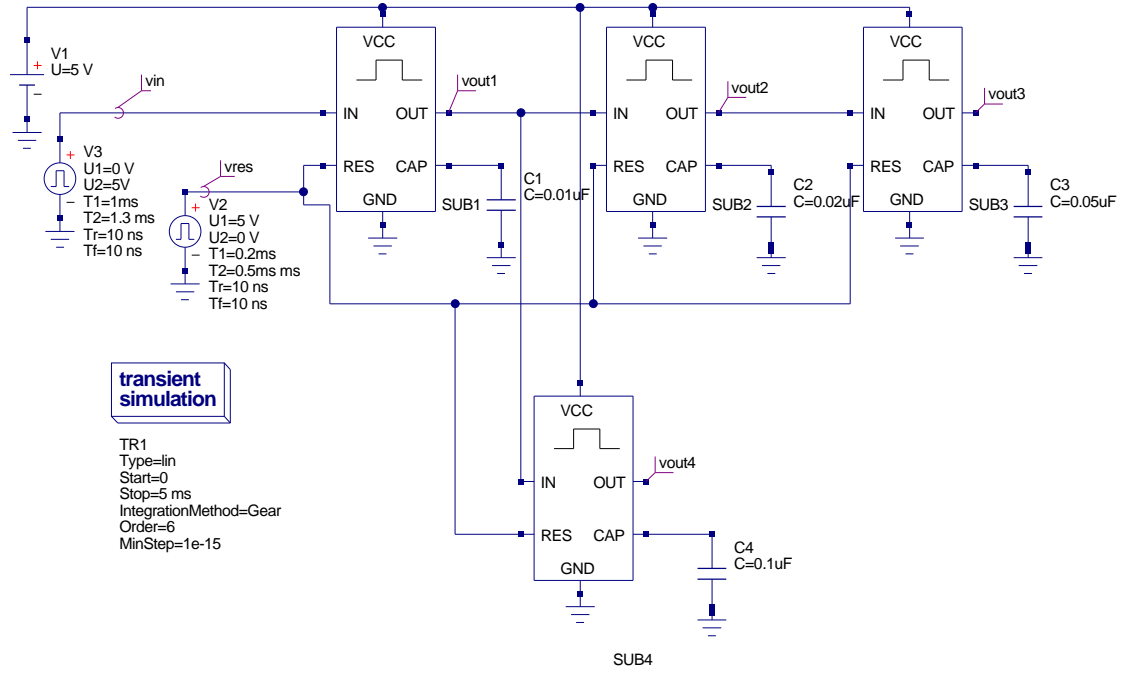 V1
U=5 V
vin
V3
U1=0 V
U2=5V
T1=1ms
T2=1.3 ms
Tr=10 ns
Tf=10 ns
vres
V2
U1=5 V
U2=0 V
T1=0.2ms
T2=0.5ms ms
Tr=10 ns
Tf=10 ns
VCC
IN OUT
RES CAP
GND
SUB1
vout1
C1
C=0.01uF
VCC
IN OUT
RES CAP
GND
SUB2
vout2
C2
C=0.02uF
VCC
IN OUT
RES CAP
GND
SUB3
vout3
C3
C=0.05uF
transient
simulation
TR1
Type=lin
Start=0
Stop=5 ms
IntegrationMethod=Gear
Order=6
MinStep=1e-15
VCC
IN OUT
RES CAP
GND
vout4
C4
C=0.1uF
SUB4